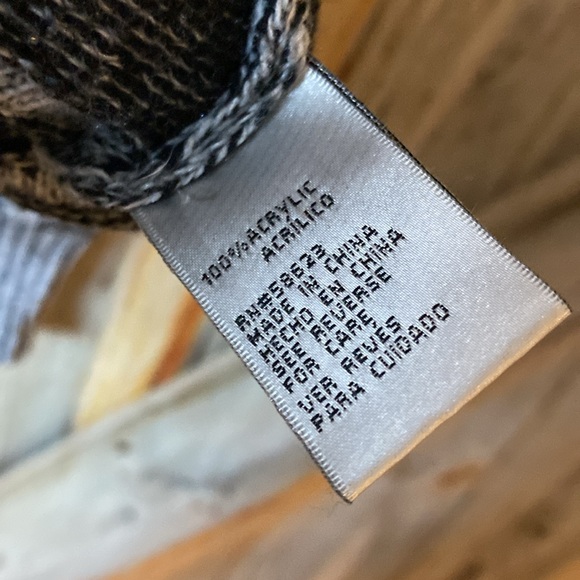 100% ACRYLIC
ACRILICO
RN#58623
MADE IN CHINA
HECHO EN CHINA
SEE REVERSE
FOR CARE,
VER REVES
PARA CUIDADO